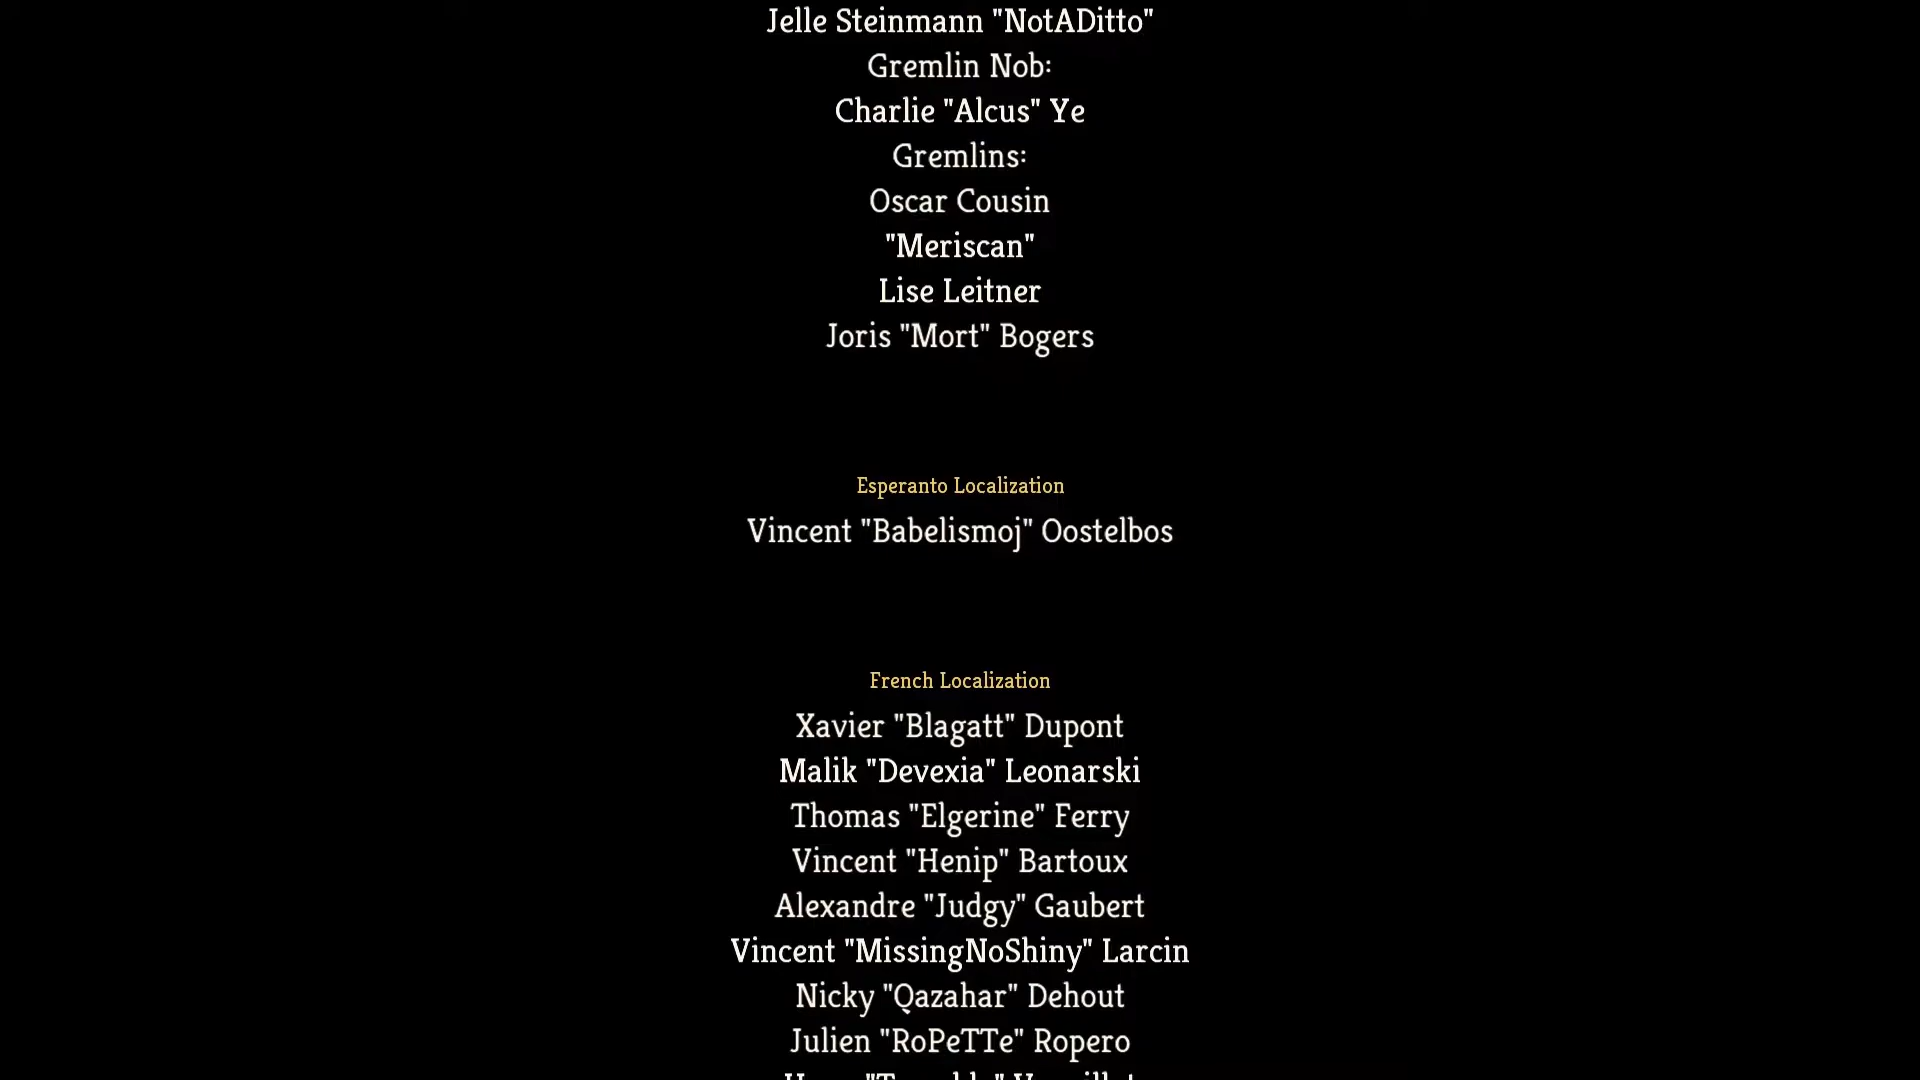 Jelle Steinmann "NotADitto"
Gremlin Nob:
Charlie "Alcus" Ye
Gremlins:
Oscar Cousin
"Meriscan"
Lise Leitner
Joris "Mort" Bogers
Esperanto Localization
Vincent "Babelismoj" Oostelbos
French Localization
Xavier "Blagatt" Dupont
Malik "Devexia" Leonarski
Thomas "Elgerine" Ferry
Vincent "Henip" Bartoux
Alexandre "Judgy" Gaubert
Vincent "MissingNoShiny" Larcin
Nicky "Qazahar" Dehout
Julien "RoPeTTe" Ropero